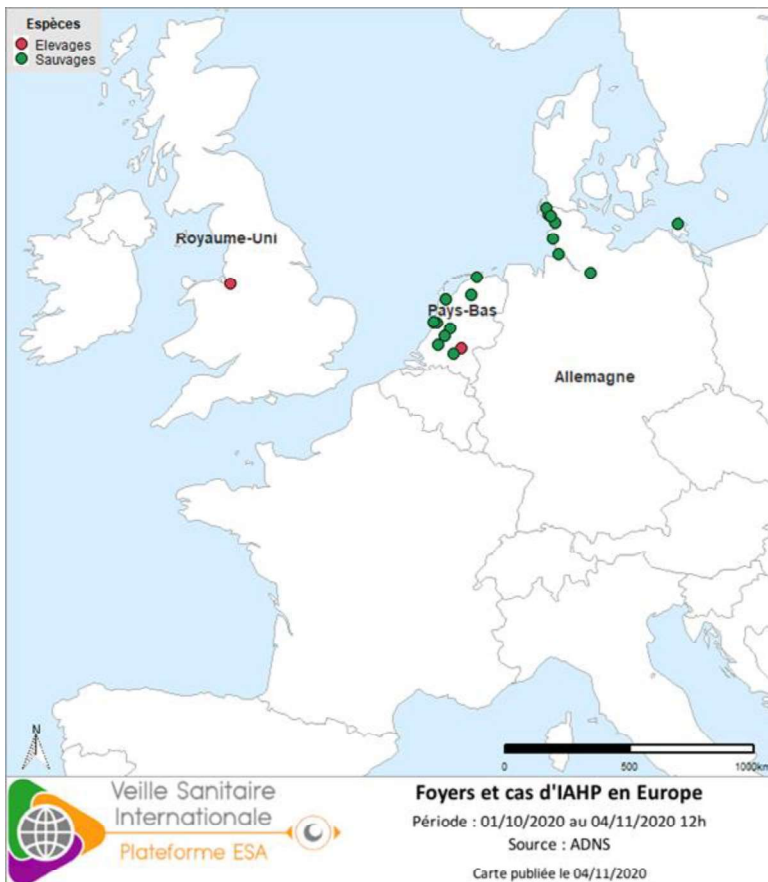 Espèces
Elevages
Sauvages
Royaume-Uni
Pays-Bas
Allemagne
N
0 500 1000km
Veille Sanitaire
Internationale
Plateforme ESA
Foyers et cas d'IAHP en Europe
Période : 01/10/2020 au 04/11/2020 12h
Source : ADNS
Carte publiée le 04/11/2020